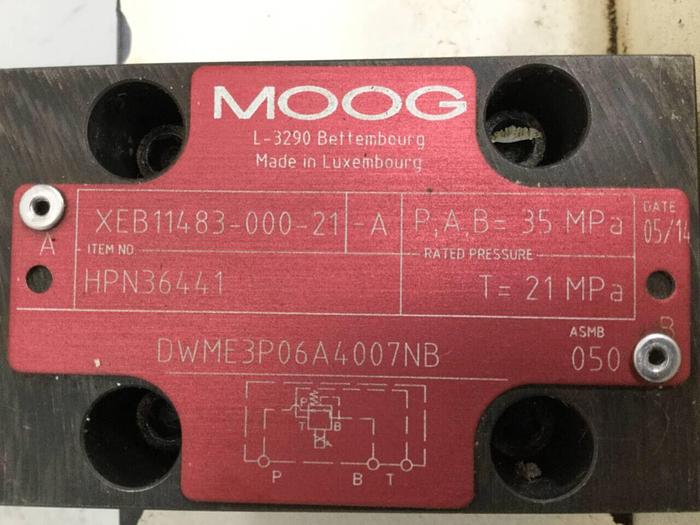 MOOG
L-3290 Bettembourg
Made in Luxembourg
XEB11483-000-21 -A P,A,B= 35 MPa DATE 05/14
A ITEM NO. RATED PRESSURE
HPN36441 T= 21 MPa
B
ASMB
DWME3P06A4007NB 050
P
T B
A
P B T